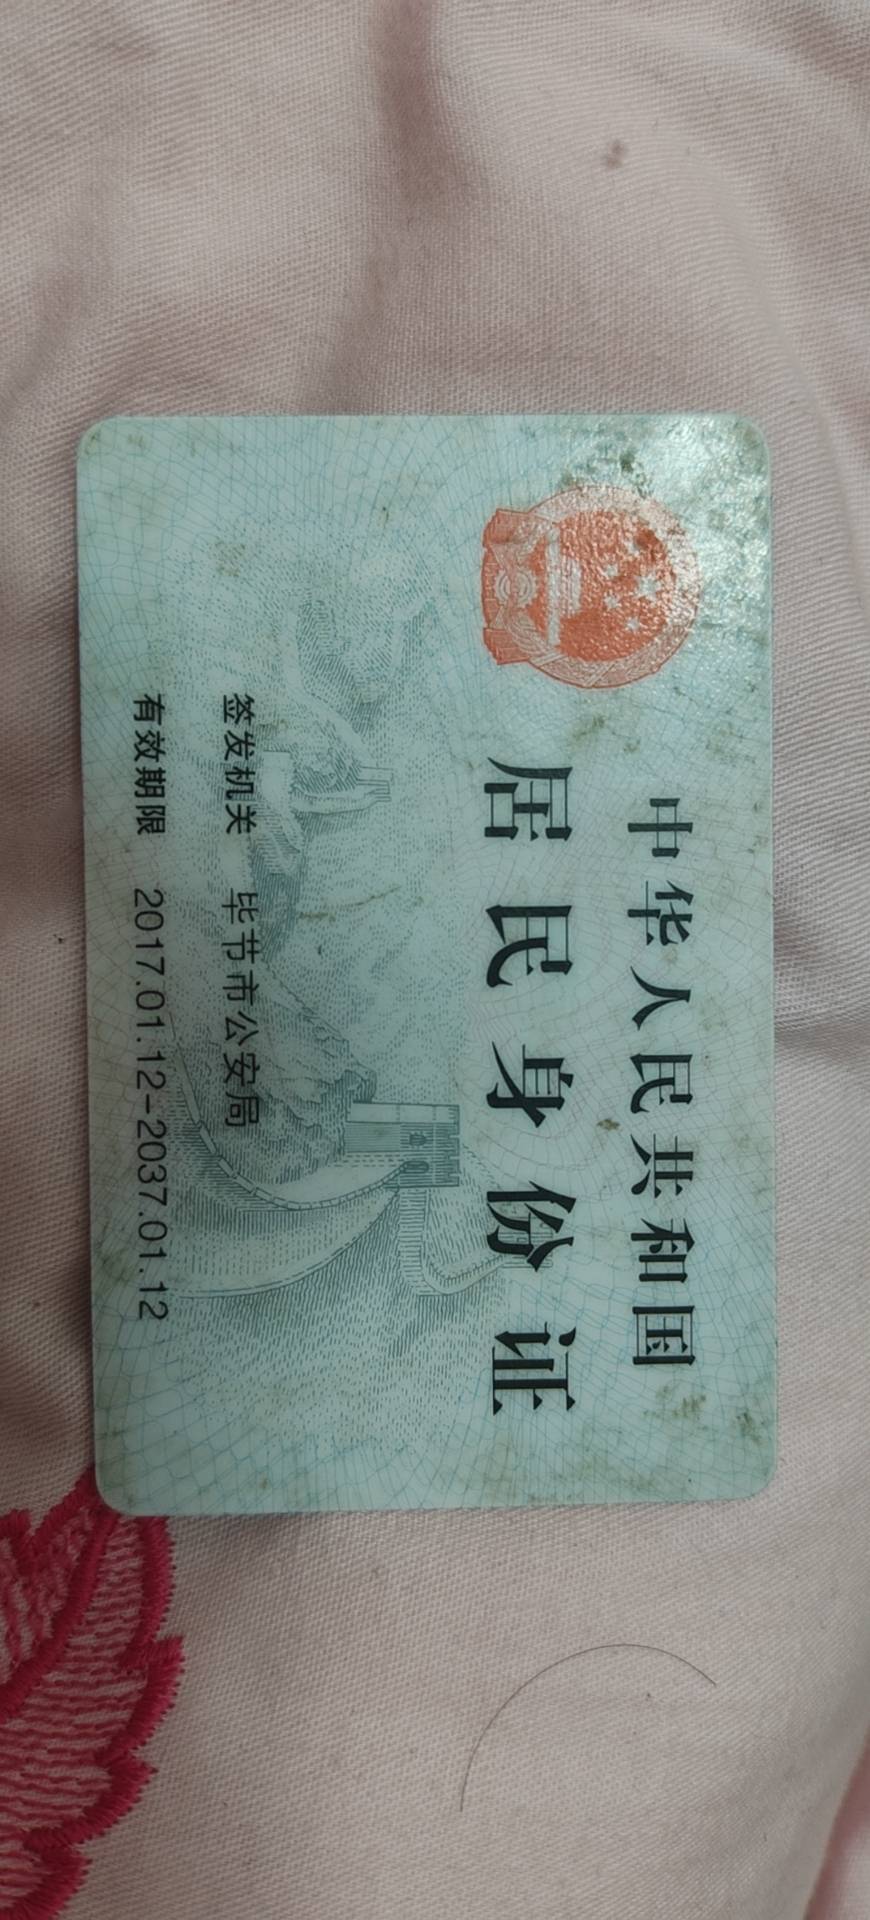 中华人民共和国
居民身份证
签发机关 毕节市公安局
有效期限 2017.01.12-2037.01.12